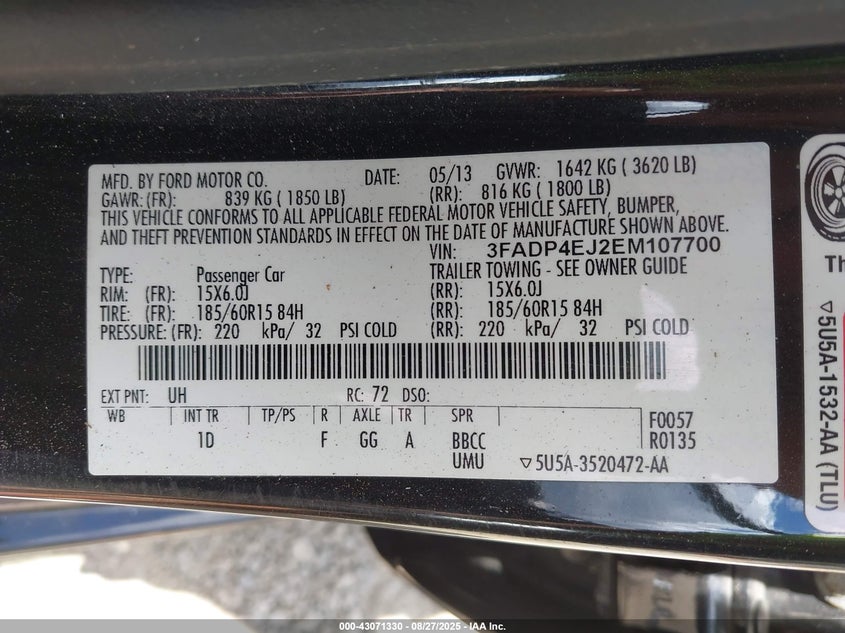 MFD. BY FORD MOTOR CO. DATE: 05/13 GVWR: 1642 KG ( 3620 LB)
GAWR: (FR): 839 KG ( 1850 LB) (RR): 816 KG ( 1800 LB)
THIS VEHICLE CONFORMS TO ALL APPLICABLE FEDERAL MOTOR VEHICLE SAFETY, BUMPER,
AND THEFT PREVENTION STANDARDS IN EFFECT ON THE DATE OF MANUFACTURE SHOWN ABOVE.
VIN: 3FADP4EJ2EM107700
TYPE: Passenger Car TRAILER TOWING - SEE OWNER GUIDE
RIM: (FR): 15X6.0J (RR): 15X6.0J
TIRE: (FR): 185/60R15 84H (RR): 185/60R15 84H
PRESSURE: (FR): 220 kPa/ 32 PSI COLD (RR): 220 kPa/ 32 PSI COLD
EXT PNT: UH RC: 72 DSO:
WB INT TR TP/PS R AXLE TR SPR F0057
1D F GG A BBCC R0135
UMU ▽5U5A-3520472-AA
Th
▽5U5A-1532-AA (TLU)
000-43071330 - 08/27/2025 - IAA Corp.